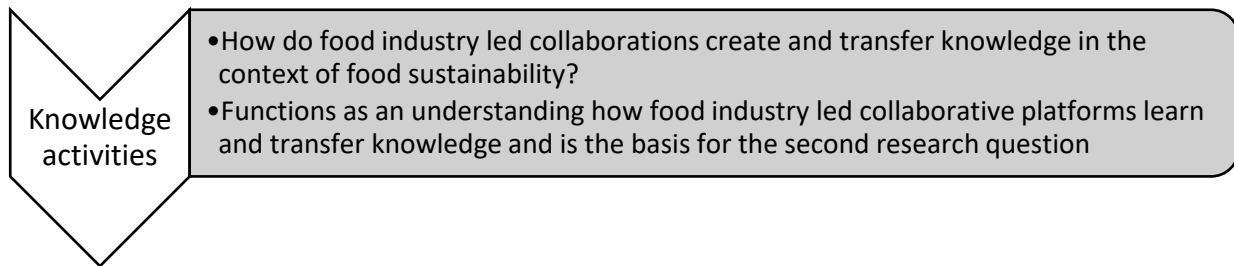 Knowledge
activities
•How do food industry led collaborations create and transfer knowledge in the
context of food sustainability?
•Functions as an understanding how food industry led collaborative platforms learn
and transfer knowledge and is the basis for the second research question